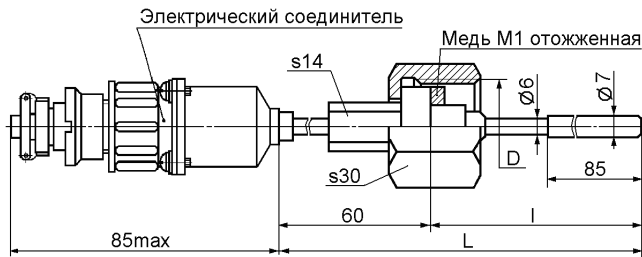 Электрический соединитель
Медь М1 отожженная
s14
Ø6
Ø7
D
s30
85
60
l
85max
L